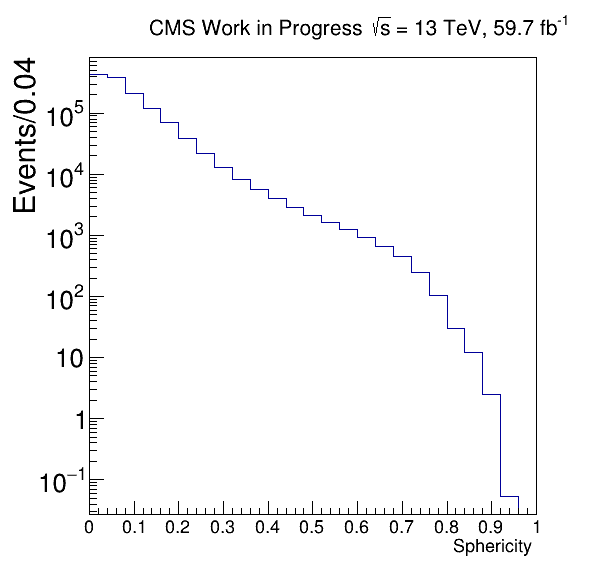 CMS Work in Progress √s = 13 TeV, 59.7 fb⁻¹
Events/0.04
10⁵
10⁴
10³
10²
10
1
10⁻¹
0 0.1 0.2 0.3 0.4 0.5 0.6 0.7 0.8 0.9 1
Sphericity